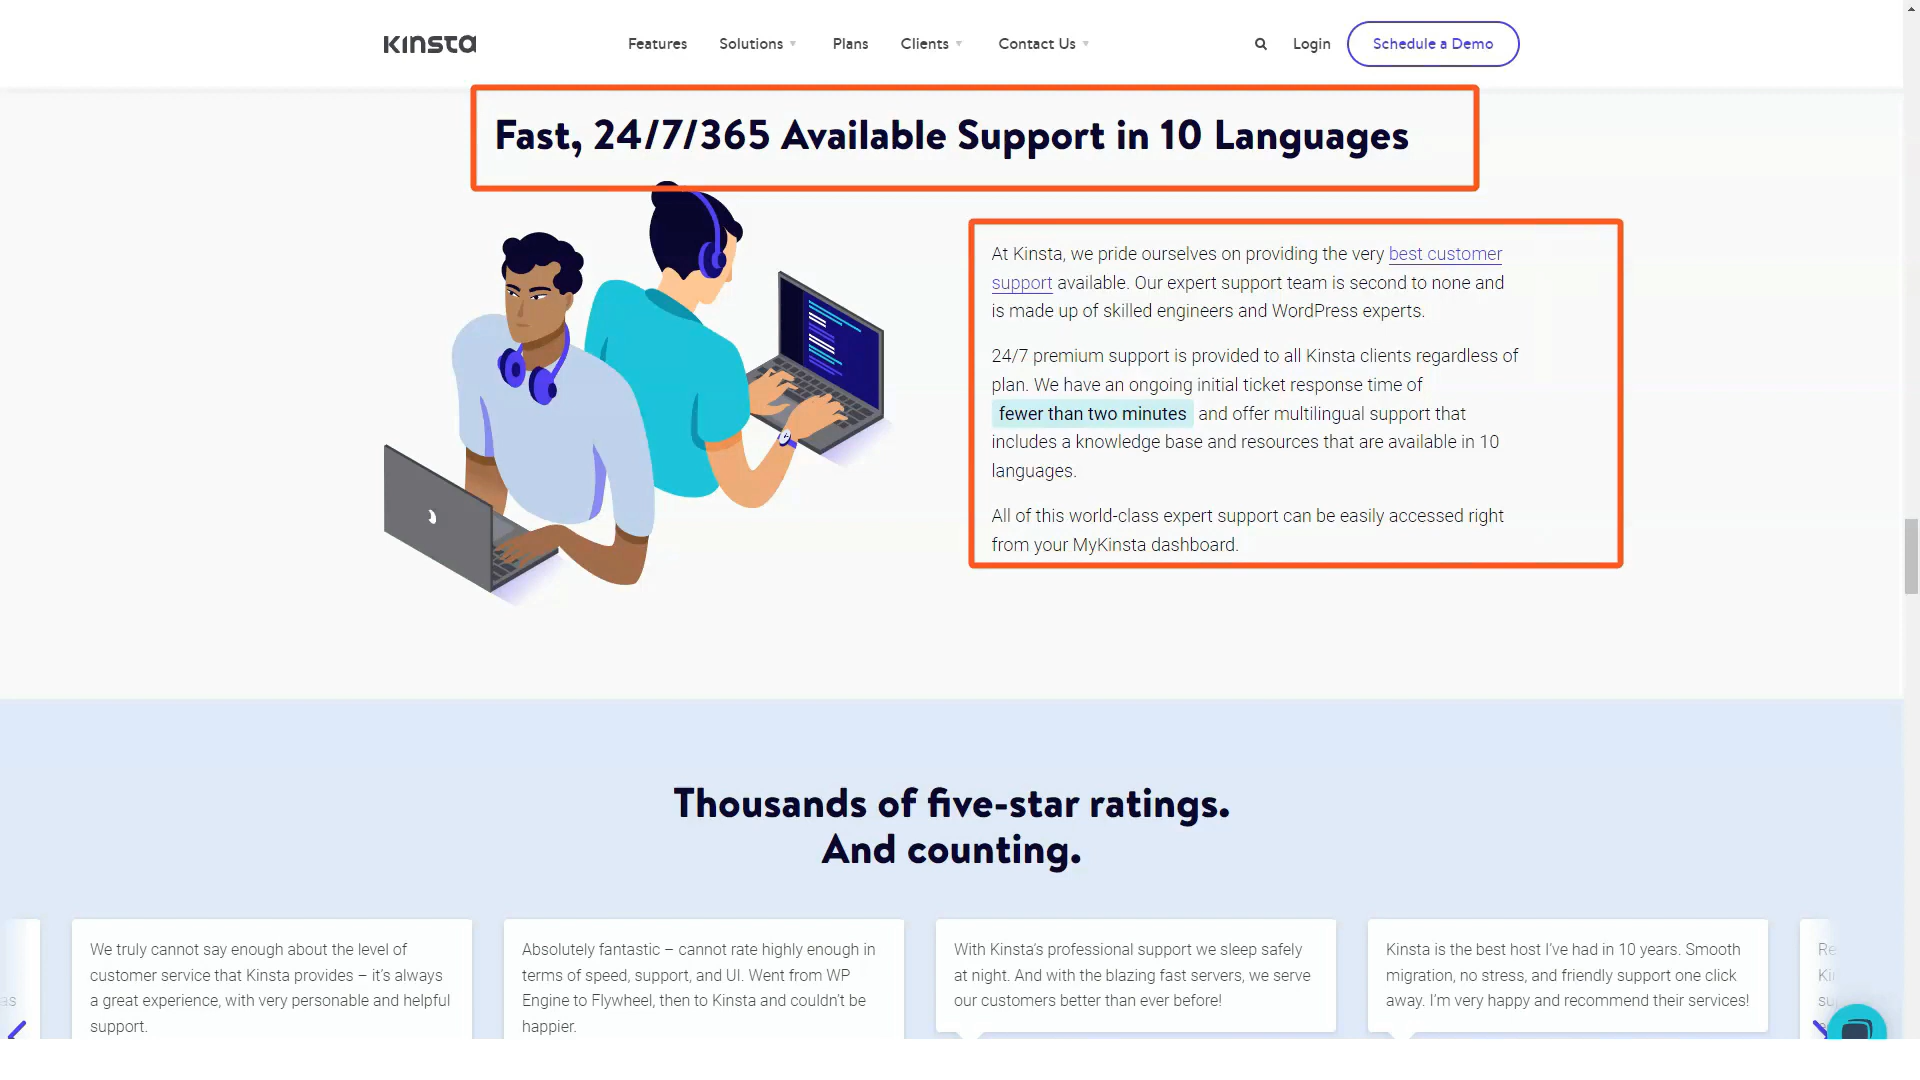 Kinsta
Features Solutions Plans Clients Contact Us Login Schedule a Demo
Fast, 24/7/365 Available Support in 10 Languages
At Kinsta, we pride ourselves on providing the very best customer
support available. Our expert support team is second to none and
is made up of skilled engineers and WordPress experts.
24/7 premium support is provided to all Kinsta clients regardless of
plan. We have an ongoing initial ticket response time of
fewer than two minutes and offer multilingual support that
includes a knowledge base and resources that are available in 10
languages.
All of this world-class expert support can be easily accessed right
from your MyKinsta dashboard.
Thousands of five-star ratings.
And counting.
We truly cannot say enough about the level of
customer service that Kinsta provides – it's always
a great experience, with very personable and helpful
support.
Absolutely fantastic – cannot rate highly enough in
terms of speed, support, and UI. Went from WP
Engine to Flywheel, then to Kinsta and couldn't be
happier.
With Kinsta's professional support we sleep safely
at night. And with the blazing fast servers, we serve
our customers better than ever before!
Kinsta is the best host I've had in 10 years. Smooth
migration, no stress, and friendly support one click
away. I'm very happy and recommend their services!